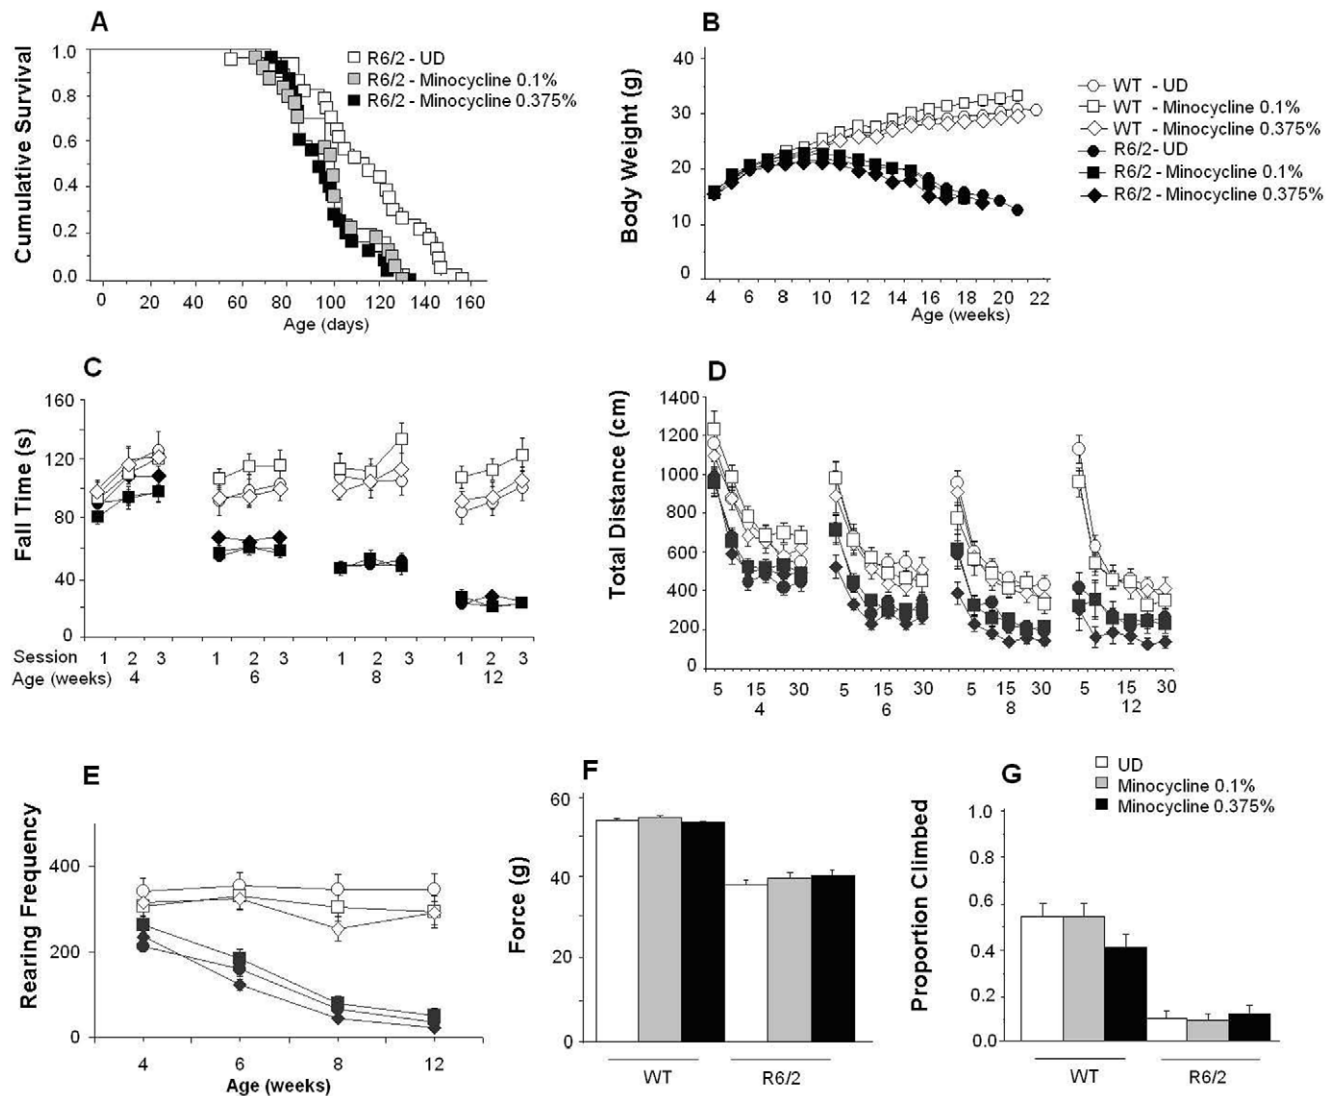 A
Cumulative Survival
1.0
0.8
0.6
0.4
0.2
0.0
R6/2 - UD
R6/2 - Minocycline 0.1%
R6/2 - Minocycline 0.375%
0 20 40 60 80 100 120 140 160
Age (days)
B
Body Weight (g)
40
30
20
10
0
WT - UD
WT - Minocycline 0.1%
WT - Minocycline 0.375%
R6/2- UD
R6/2 - Minocycline 0.1%
R6/2 - Minocycline 0.375%
4 6 8 10 12 14 16 18 20 22
Age (weeks)
C
Fall Time (s)
160
120
80
40
0
Session 1 2 3 1 2 3 1 2 3 1 2 3
Age (weeks) 4 6 8 12
D
Total Distance (cm)
1400
1200
1000
800
600
400
200
0
5 15 30 5 15 30 5 15 30 5 15 30
4 6 8 12
E
Rearing Frequency
400
200
0
4 6 8 12
Age (weeks)
F
Force (g)
60
40
20
0
WT R6/2
G
UD
Minocycline 0.1%
Minocycline 0.375%
Proportion Climbed
1.0
0.8
0.6
0.4
0.2
0.0
WT R6/2